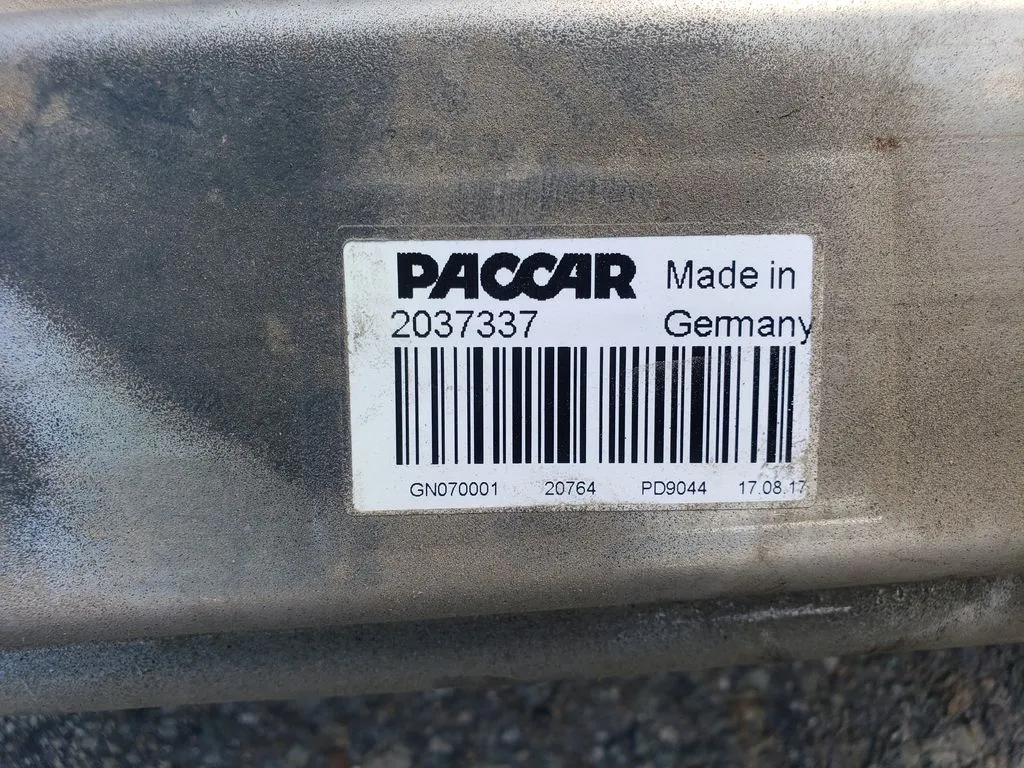 PACCAR Made in
2037337 Germany
GN070001 20764 PD9044 17.08.17